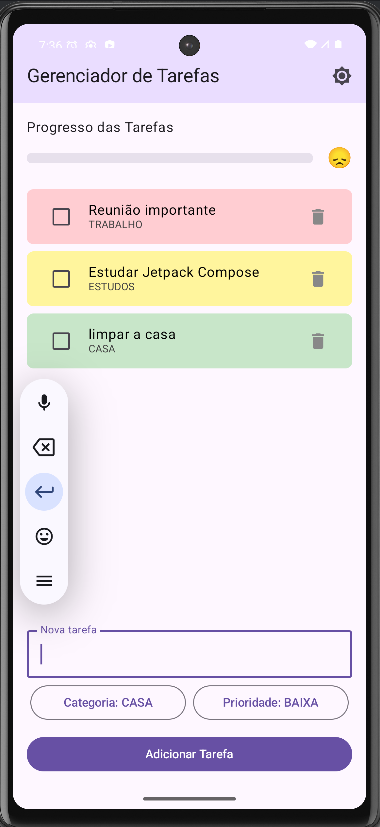 7:36
Gerenciador de Tarefas
Progresso das Tarefas
Reunião importante
TRABALHO
Estudar Jetpack Compose
ESTUDOS
limpar a casa
CASA
Nova tarefa
Categoria: CASA
Prioridade: BAIXA
Adicionar Tarefa